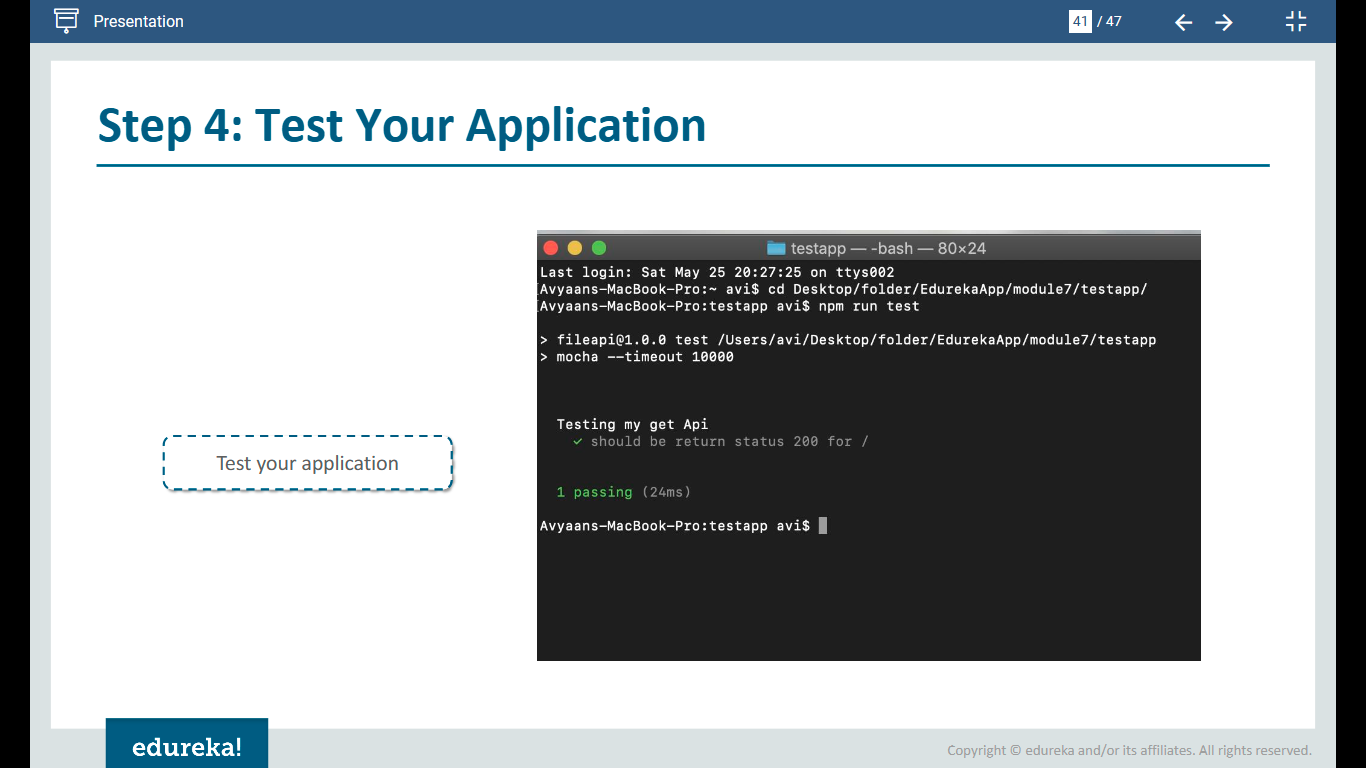 Presentation
41 / 47
Step 4: Test Your Application
testapp — -bash — 80×24
Last login: Sat May 25 20:27:25 on ttys002
[Avyaans-MacBook-Pro:~ avi$ cd Desktop/folder/EdurekaApp/module7/testapp/
[Avyaans-MacBook-Pro:testapp avi$ npm run test
> fileapi@1.0.0 test /Users/avi/Desktop/folder/EdurekaApp/module7/testapp
> mocha --timeout 10000
Testing my get Api
✓ should be return status 200 for /
1 passing (24ms)
Avyaans-MacBook-Pro:testapp avi$
Test your application
edureka!
Copyright © edureka and/or its affiliates. All rights reserved.